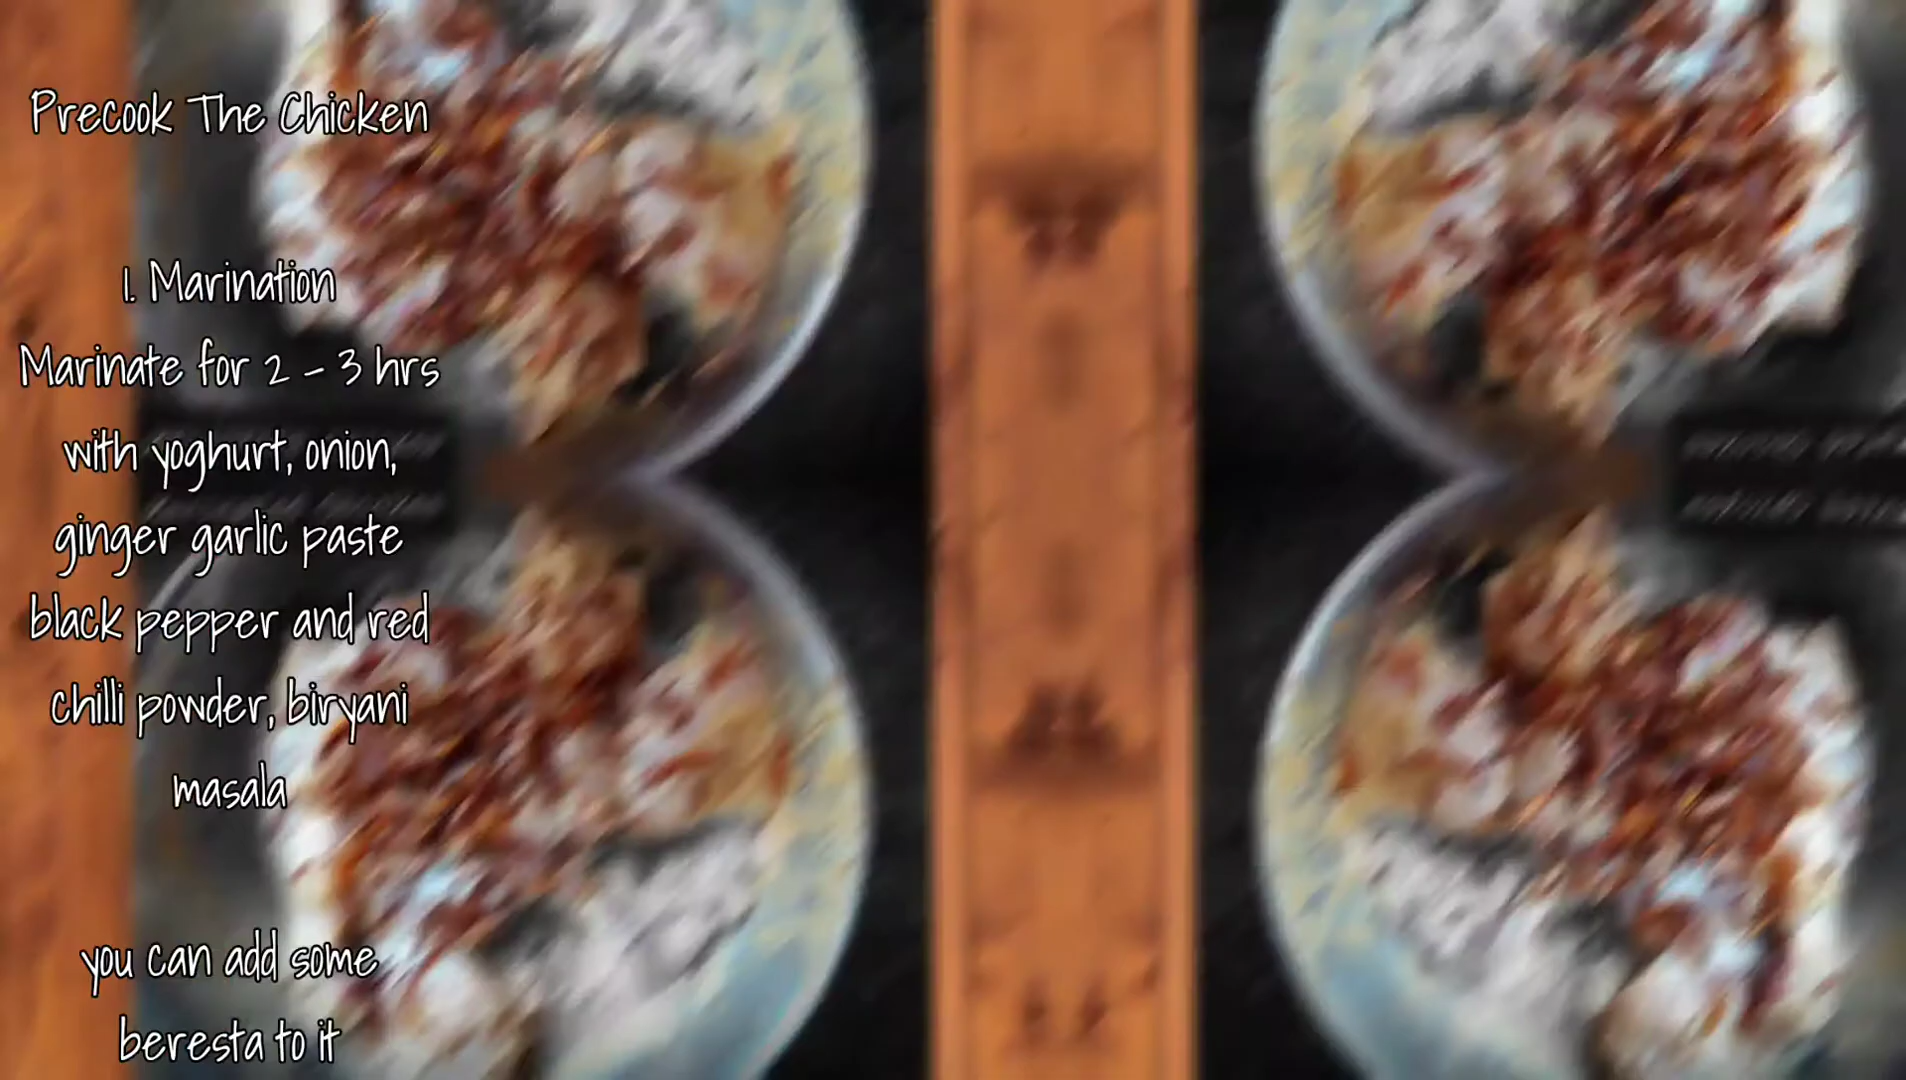 Precook The Chicken
1. Marination
Marinate for 2 - 3 hrs
with yoghurt, onion,
ginger garlic paste
black pepper and red
chilli powder, biryani
masala
you can add some
beresta to it